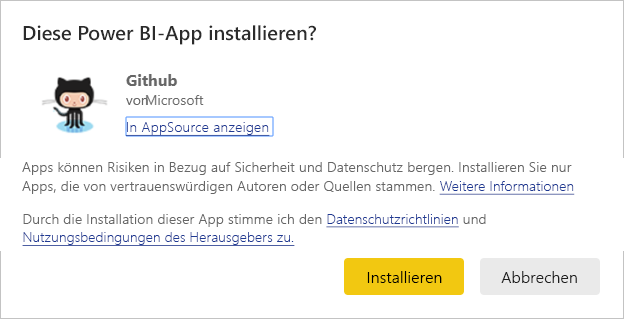 Diese Power BI-App installieren?
Github
vonMicrosoft
In AppSource anzeigen
Apps können Risiken in Bezug auf Sicherheit und Datenschutz bergen. Installieren Sie nur
Apps, die von vertrauenswürdigen Autoren oder Quellen stammen. Weitere Informationen
Durch die Installation dieser App stimme ich den Datenschutzrichtlinien und
Nutzungsbedingungen des Herausgebers zu.
Installieren Abbrechen